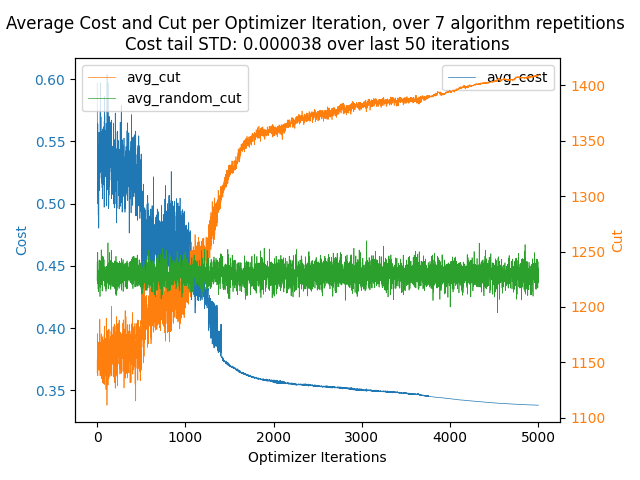 Average Cost and Cut per Optimizer Iteration, over 7 algorithm repetitions
Cost tail STD: 0.000038 over last 50 iterations
avg_cut
avg_random_cut
avg_cost
0.60
0.55
0.50
0.45
0.40
0.35
Cost
1400
1350
1300
1250
1200
1150
1100
Cut
0
1000
2000
3000
4000
5000
Optimizer Iterations